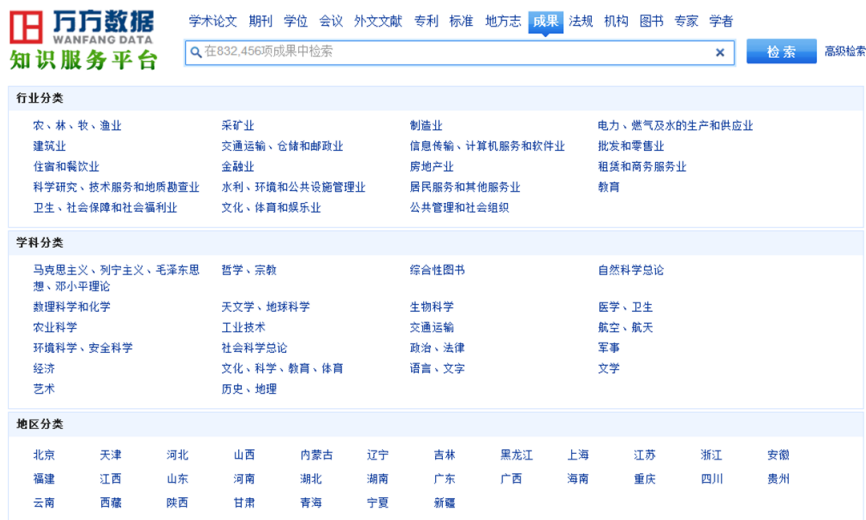 万方数据
WANFANG DATA
知识服务平台
学术论文 期刊 学位 会议 外文文献 专利 标准 地方志 成果 法规 机构 图书 专家 学者
在832,456项成果中检索 × 检索 高级检索
行业分类
农、林、牧、渔业 采矿业 制造业 电力、燃气及水的生产和供应业
建筑业 交通运输、仓储和邮政业 信息传输、计算机服务和软件业 批发和零售业
住宿和餐饮业 金融业 房地产业 租赁和商务服务业
科学研究、技术服务和地质勘查业 水利、环境和公共设施管理业 居民服务和其他服务业 教育
卫生、社会保障和社会福利业 文化、体育和娱乐业 公共管理和社会组织
学科分类
马克思主义、列宁主义、毛泽东思 哲学、宗教 综合性图书 自然科学总论
想、邓小平理论
数理科学和化学 天文学、地球科学 生物科学 医学、卫生
农业科学 工业技术 交通运输 航空、航天
环境科学、安全科学 社会科学总论 政治、法律 军事
经济 文化、科学、教育、体育 语言、文字 文学
艺术 历史、地理
地区分类
北京 天津 河北 山西 内蒙古 辽宁 吉林 黑龙江 上海 江苏 浙江 安徽
福建 江西 山东 河南 湖北 湖南 广东 广西 海南 重庆 四川 贵州
云南 西藏 陕西 甘肃 青海 宁夏 新疆